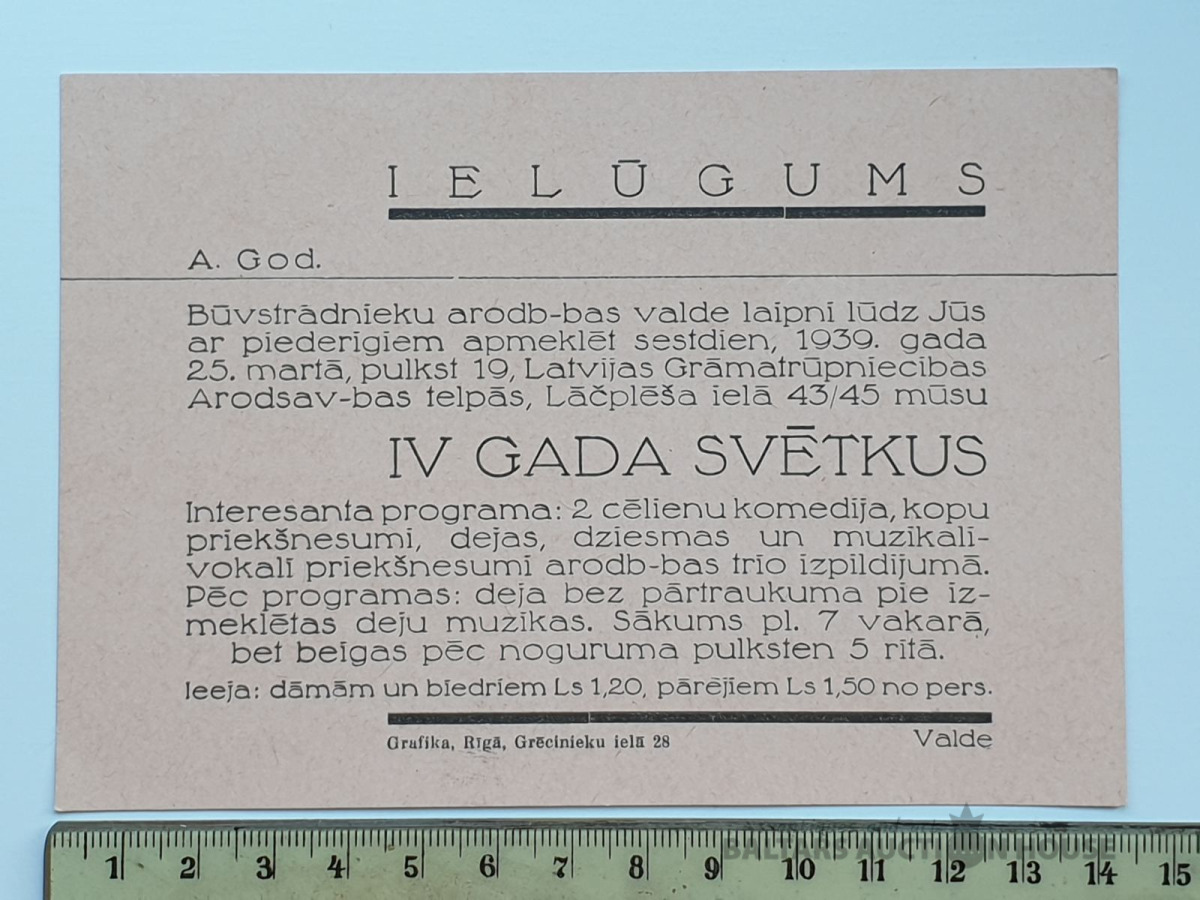 IELŪGUMS
A. God.
Būvstrādnieku arodb-bas valde laipni lūdz Jūs
ar piederīgiem apmeklēt sestdien, 1939. gada
25. martā, pulkst 19, Latvijas Grāmatrūpniecības
Arodsav-bas telpās, Lāčplēša ielā 43/45 mūsu
IV GADA SVĒTKUS
Interesanta programa: 2 cēlienu komedija, kopu
priekšnesumi, dejas, dziesmas un muzikali-
vokali priekšnesumi arodb-bas trio izpildījumā.
Pēc programas: deja bez pārtraukuma pie iz-
meklētas deju muzikas. Sākums pl. 7 vakarā,
bet beigas pēc noguruma pulksten 5 rītā.
Ieeja: dāmām un biedriem Ls 1,20, pārējiem Ls 1,50 no pers.
Grafika, Rīgā, Grēcinieku ielā 28
Valde
BALTARS AUCTION HOUSE
1 2 3 4 5 6 7 8 9 10 11 12 13 14 15